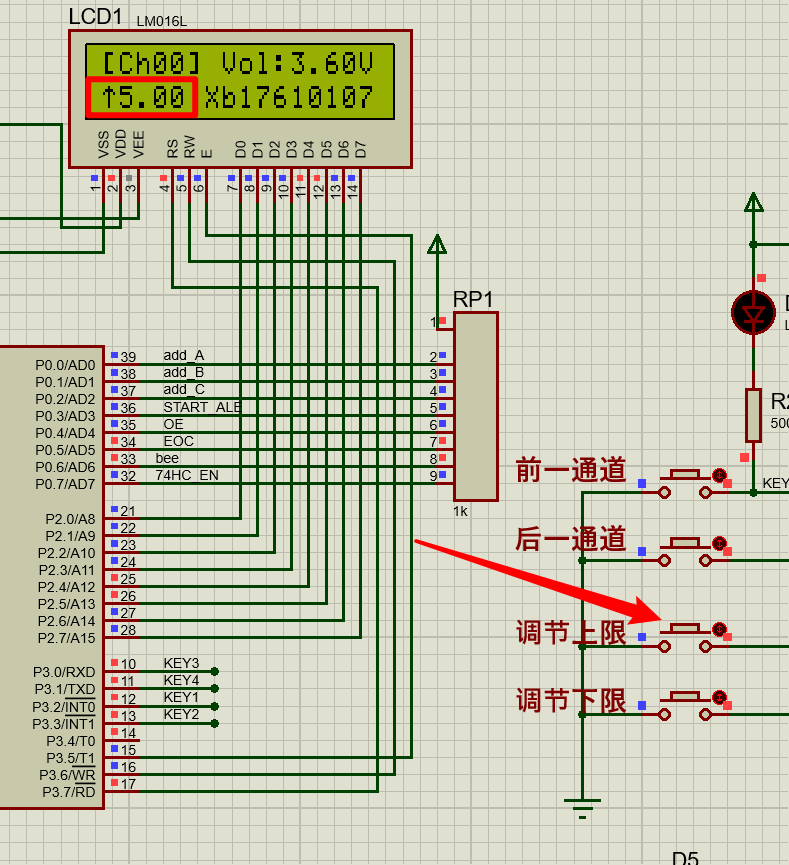 LCD1
LM016L
[Ch00] Vol:3.60V
↑5.00 Xb17610107
VSS
VDD
VEE
RS
RW
E
D0
D1
D2
D3
D4
D5
D6
D7
1
2
3
4
5
6
7
8
9
10
11
12
13
14
RP1
1
2
3
4
5
6
7
8
9
1k
P0.0/AD0 39 add_A
P0.1/AD1 38 add_B
P0.2/AD2 37 add_C
P0.3/AD3 36 START_ALE
P0.4/AD4 35 OE
P0.5/AD5 34 EOC
P0.6/AD6 33 bee
P0.7/AD7 32 74HC_EN
P2.0/A8 21
P2.1/A9 22
P2.2/A10 23
P2.3/A11 24
P2.4/A12 25
P2.5/A13 26
P2.6/A14 27
P2.7/A15 28
P3.0/RXD 10 KEY3
P3.1/TXD 11 KEY4
P3.2/INT0 12 KEY1
P3.3/INT1 13 KEY2
P3.4/T0 14
P3.5/T1 15
P3.6/WR 16
P3.7/RD 17
前一通道
KEY
后一通道
调节上限
调节下限
D5